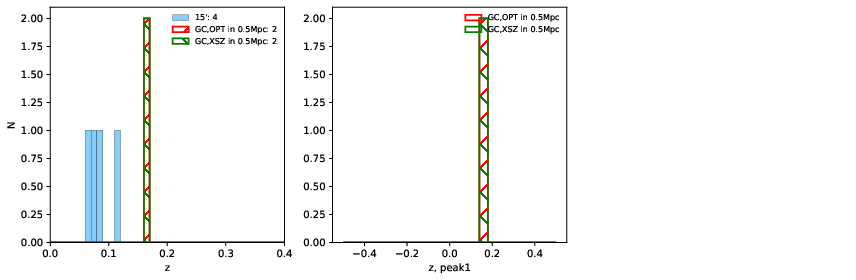 2.00
1.75
1.50
1.25
1.00
0.75
0.50
0.25
0.00
N
0.0 0.1 0.2 0.3 0.4
z
15': 4
GC,OPT in 0.5Mpc: 2
GC,XSZ in 0.5Mpc: 2
2.00
1.75
1.50
1.25
1.00
0.75
0.50
0.25
0.00
−0.4 −0.2 0.0 0.2 0.4
z, peak1
GC,OPT in 0.5Mpc
GC,XSZ in 0.5Mpc